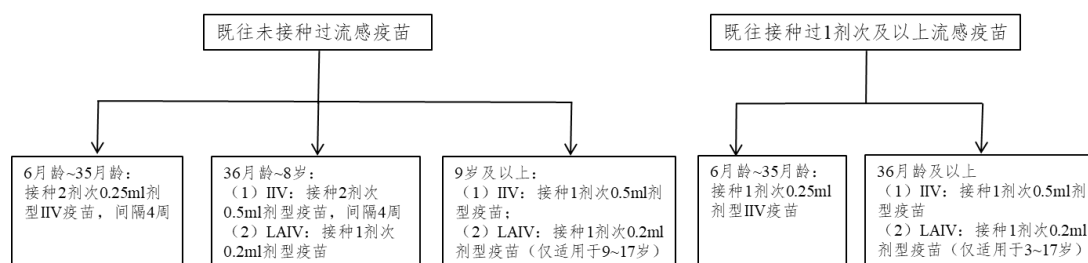 既往未接种过流感疫苗
既往接种过1剂次及以上流感疫苗
6月龄~35月龄：
接种2剂次0.25ml剂
型IIV疫苗，间隔4周
36月龄~8岁：
（1）IIV：接种2剂次
0.5ml剂型疫苗，间隔4周
（2）LAIV：接种1剂次
0.2ml剂型疫苗
9岁及以上：
（1）IIV：接种1剂次0.5ml剂
型疫苗；
（2）LAIV：接种1剂次0.2ml
剂型疫苗（仅适用于9~17岁）
6月龄~35月龄：
接种1剂次0.25ml
剂型IIV疫苗
36月龄及以上
（1）IIV：接种1剂次0.5ml剂
型疫苗
（2）LAIV：接种1剂次0.2ml
剂型疫苗（仅适用于3~17岁）